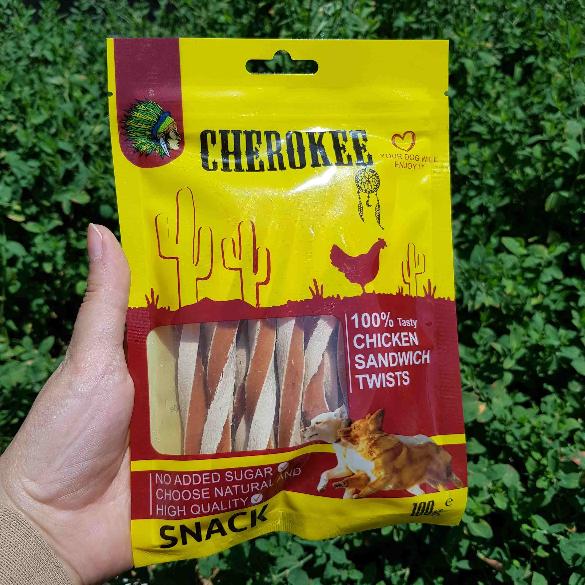 CHEROKEE
YOUR DOG WILL
ENJOY IT
100% Tasty
CHICKEN
SANDWICH
TWISTS
NO ADDED SUGAR
CHOOSE NATURAL AND
HIGH QUALITY
SNACK
100 e